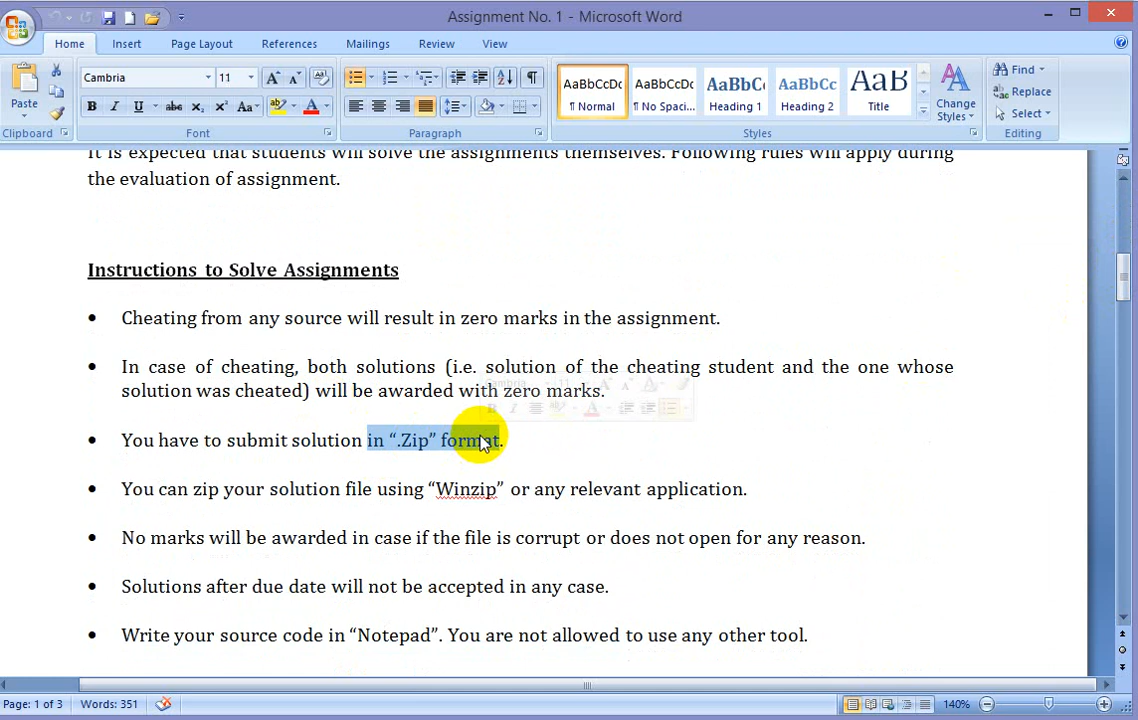 Assignment No. 1 - Microsoft Word
Home Insert Page Layout References Mailings Review View
Paste
Cambria 11
AaBbCcDc AaBbCcDc AaBbC AaBbCc AaB
¶ Normal ¶ No Spaci... Heading 1 Heading 2 Title
Change Styles
Find
Replace
Select
Clipboard Font Paragraph Styles Editing
It is expected that students will solve the assignments themselves. Following rules will apply during
the evaluation of assignment.
Instructions to Solve Assignments
• Cheating from any source will result in zero marks in the assignment.
• In case of cheating, both solutions (i.e. solution of the cheating student and the one whose
solution was cheated) will be awarded with zero marks.
• You have to submit solution in “.Zip” format.
• You can zip your solution file using “Winzip” or any relevant application.
• No marks will be awarded in case if the file is corrupt or does not open for any reason.
• Solutions after due date will not be accepted in any case.
• Write your source code in “Notepad”. You are not allowed to use any other tool.
Page: 1 of 3 Words: 351 140%